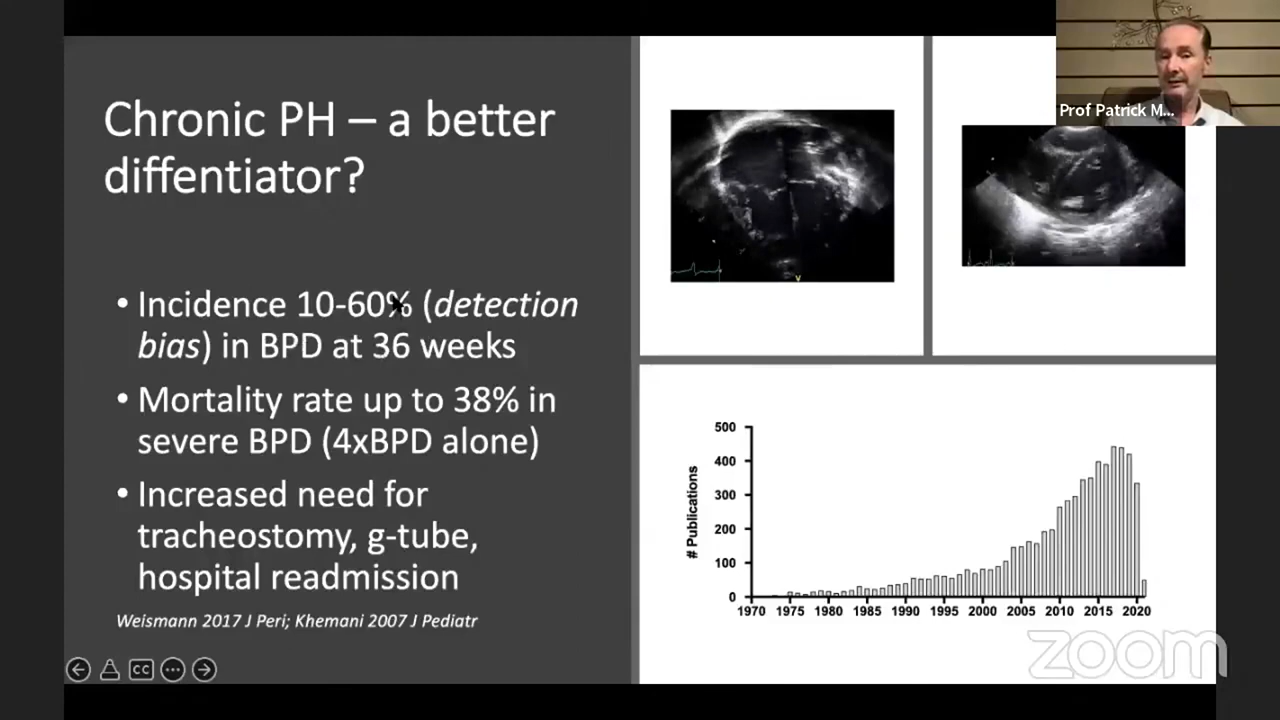 Chronic PH – a better
diffentiator?
• Incidence 10-60% (detection
bias) in BPD at 36 weeks
• Mortality rate up to 38% in
severe BPD (4xBPD alone)
• Increased need for
tracheostomy, g-tube,
hospital readmission
Weismann 2017 J Peri; Khemani 2007 J Pediatr
CC
Prof Patrick M...
V
# Publications
500
400
300
200
100
0
1970 1975 1980 1985 1990 1995 2000 2005 2010 2015 2020
zoom